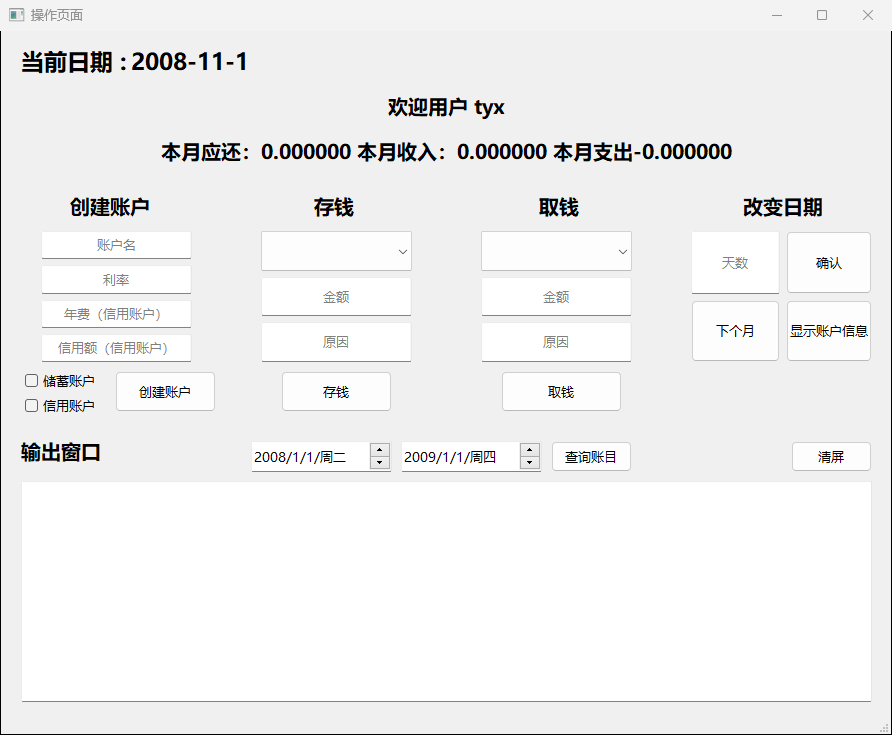 操作页面
当前日期 : 2008-11-1
欢迎用户 tyx
本月应还：0.000000 本月收入：0.000000 本月支出-0.000000
创建账户 存钱 取钱 改变日期
账户名 天数 确认
利率 金额 金额
年费（信用账户） 下个月 显示账户信息
信用额（信用账户） 原因 原因
储蓄账户 创建账户 存钱 取钱
信用账户
输出窗口 2008/1/1/周二 2009/1/1/周四 查询账目 清屏